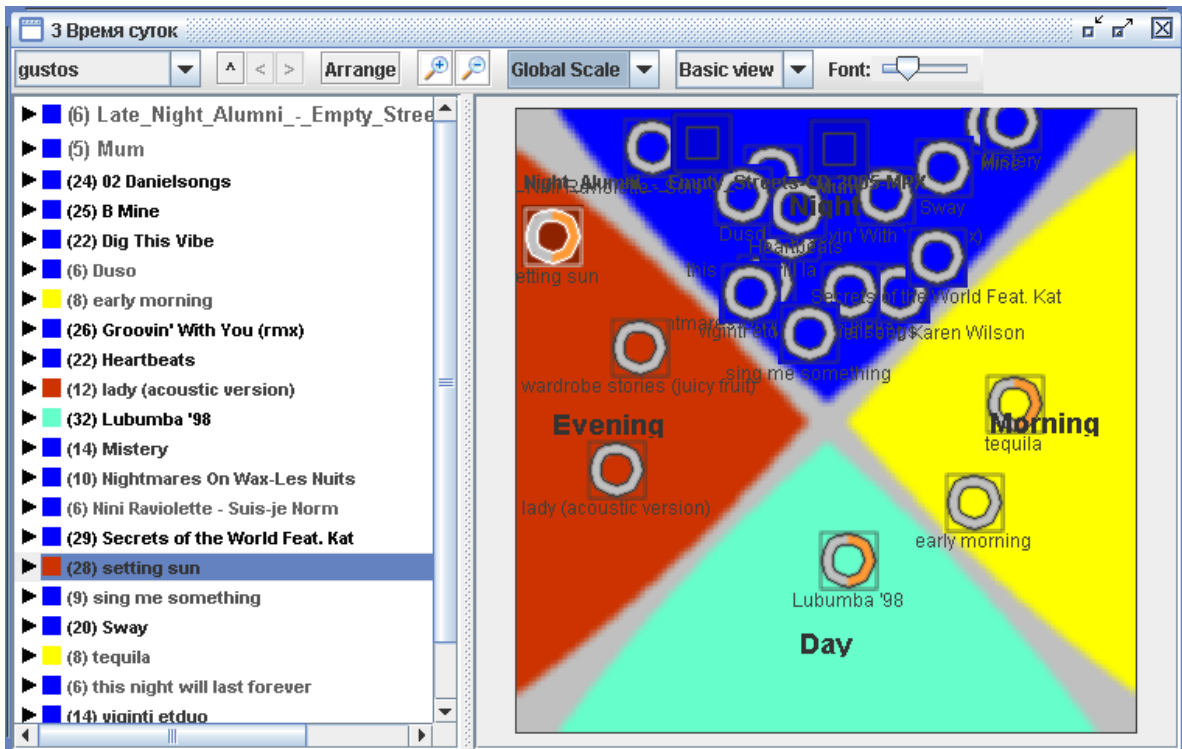 3 Время суток
gustos ^ < > Arrange Global Scale Basic view Font:
(6) Late_Night_Alumni_-_Empty_Stree
(5) Mum
(24) 02 Danielsongs
(25) B Mine
(22) Dig This Vibe
(6) Duso
(8) early morning
(26) Groovin' With You (rmx)
(22) Heartbeats
(12) lady (acoustic version)
(32) Lubumba '98
(14) Mistery
(10) Nightmares On Wax-Les Nuits
(6) Nini Raviolette - Suis-je Norm
(29) Secrets of the World Feat. Kat
(28) setting sun
(9) sing me something
(20) Sway
(8) tequila
(6) this night will last forever
(14) viginti etduo
Mistery
Night
Sway
Duso
Heartbeats
etting sun
Secrets of the World Feat. Kat
Karen Wilson
sing me something
wardrobe stories (juicy fruit)
Evening
Morning
tequila
lady (acoustic version)
early morning
Lubumba '98
Day